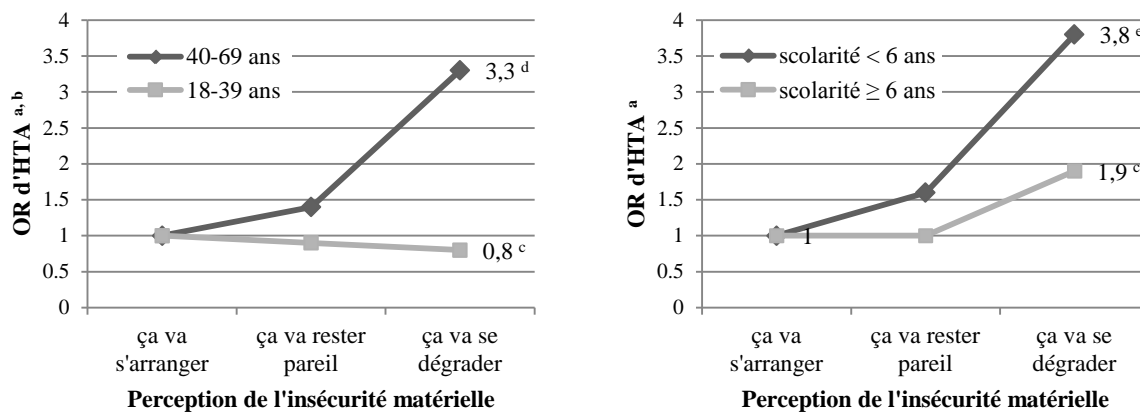 4
3.5
3
2.5
2
1.5
1
0.5
0
OR d'HTA a, b
40-69 ans
18-39 ans
3,3 d
0,8 c
ça va
s'arranger
ça va rester
pareil
ça va se
dégrader
Perception de l'insécurité matérielle
4
3.5
3
2.5
2
1.5
1
0.5
0
OR d'HTA a
scolarité < 6 ans
scolarité ≥ 6 ans
3,8 e
1,9 c
1
ça va
s'arranger
ça va rester
pareil
ça va se
dégrader
Perception de l'insécurité matérielle